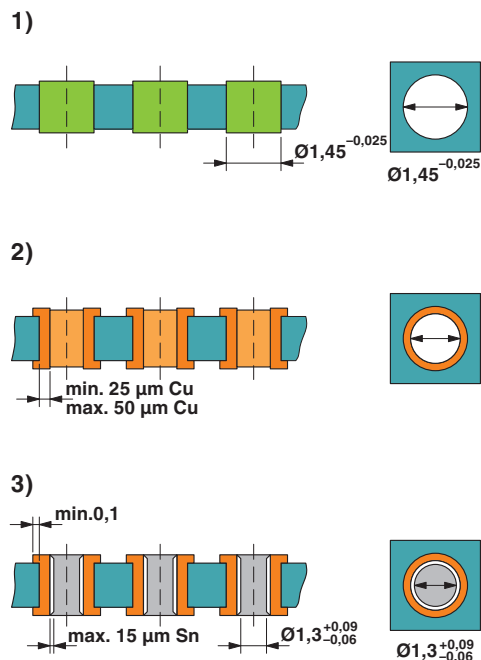 1)
Ø1,45 −0,025
Ø1,45 −0,025
2)
min. 25 µm Cu
max. 50 µm Cu
3)
min.0,1
max. 15 µm Sn
Ø1,3 +0,09 −0,06
Ø1,3 +0,09 −0,06